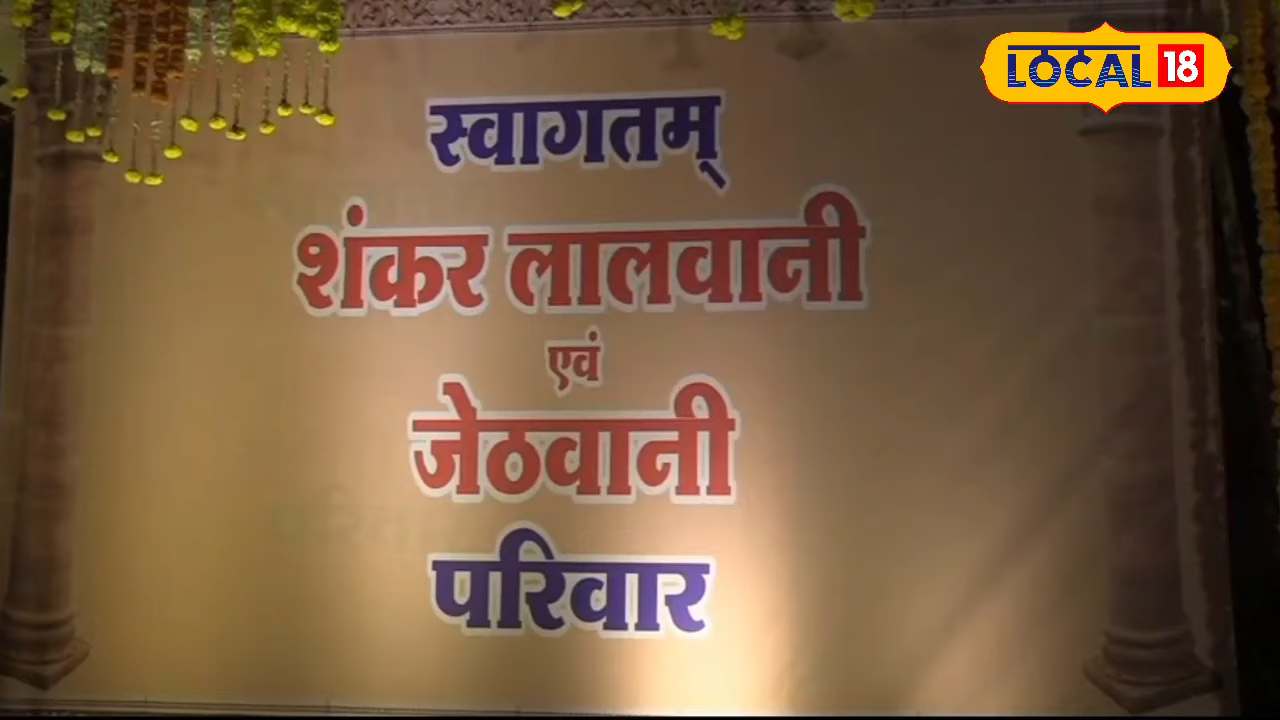 LOCAL 18
स्वागतम्
शंकर लालवानी
एवं
जेठवानी
परिवार